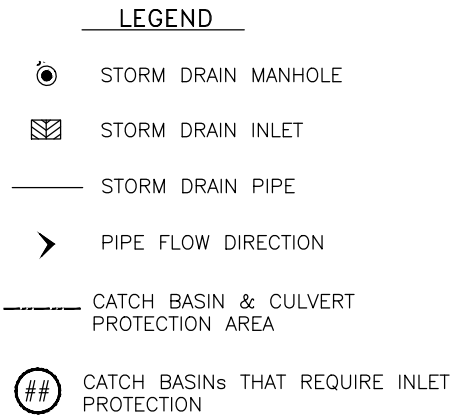 LEGEND
STORM DRAIN MANHOLE
STORM DRAIN INLET
STORM DRAIN PIPE
PIPE FLOW DIRECTION
CATCH BASIN & CULVERT
PROTECTION AREA
## CATCH BASINs THAT REQUIRE INLET
PROTECTION